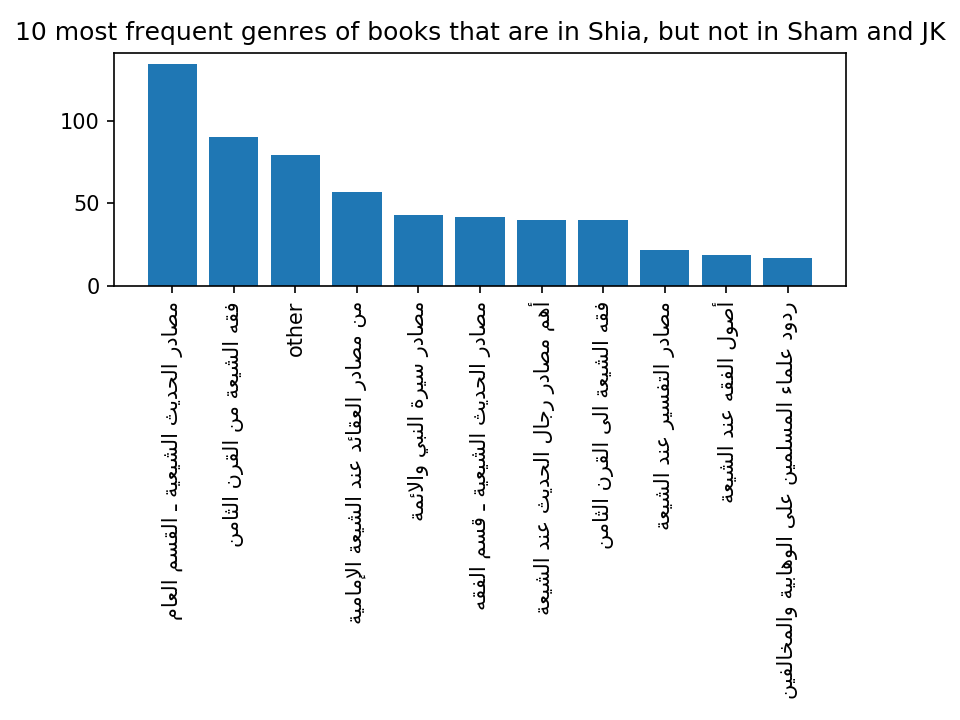 10 most frequent genres of books that are in Shia, but not in Sham and JK
100
50
0
مصادر الحديث الشيعية ـ القسم العام
فقه الشيعة من القرن الثامن
other
من مصادر العقائد عند الشيعة الإمامية
مصادر سيرة النبي والائمة
مصادر الحديث الشيعية ـ قسم الفقه
أهم مصادر رجال الحديث عند الشيعة
فقه الشيعة الى القرن الثامن
مصادر التفسير عند الشيعة
أصول الفقه عند الشيعة
ردود علماء المسلمين على الوهابية والمخالفين